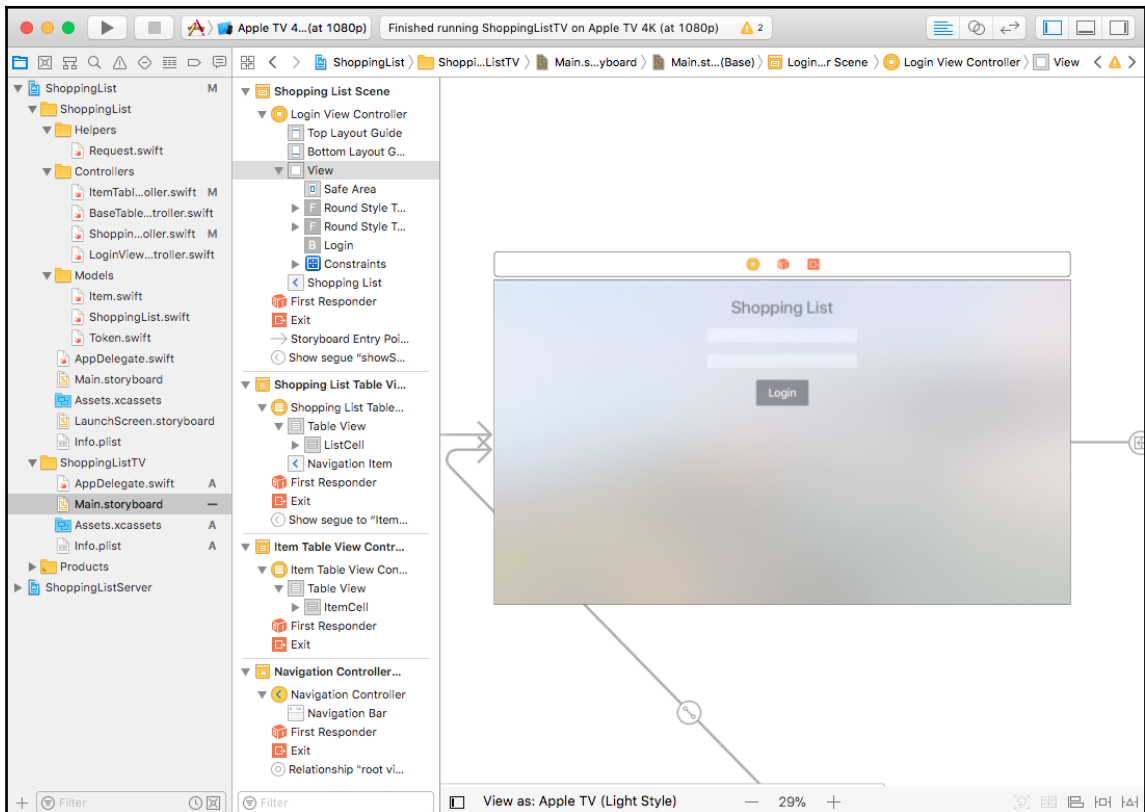 Apple TV 4...(at 1080p)
Finished running ShoppingListTV on Apple TV 4K (at 1080p)
2
ShoppingList
Shoppi...ListTV
Main.s...yboard
Main.st...(Base)
Login...r Scene
Login View Controller
View
ShoppingList M
ShoppingList
Helpers
Request.swift
Controllers
ItemTabl...oller.swift M
BaseTable...troller.swift
Shoppin...oller.swift M
LoginView...troller.swift
Models
Item.swift
ShoppingList.swift
Token.swift
AppDelegate.swift
Main.storyboard
Assets.xcassets
LaunchScreen.storyboard
Info.plist
ShoppingListTV
AppDelegate.swift A
Main.storyboard —
Assets.xcassets A
Info.plist A
Products
ShoppingListServer
Filter
Shopping List Scene
Login View Controller
Top Layout Guide
Bottom Layout G...
View
Safe Area
F Round Style T...
F Round Style T...
B Login
Constraints
Shopping List
First Responder
Exit
Storyboard Entry Poi...
Show segue "showS...
Shopping List Table Vi...
Shopping List Table...
Table View
ListCell
Navigation Item
First Responder
Exit
Show segue to "Item...
Item Table View Contr...
Item Table View Con...
Table View
ItemCell
First Responder
Exit
Navigation Controller...
Navigation Controller
Navigation Bar
First Responder
Exit
Relationship "root vi...
Filter
Shopping List
Login
View as: Apple TV (Light Style)
— 29% +